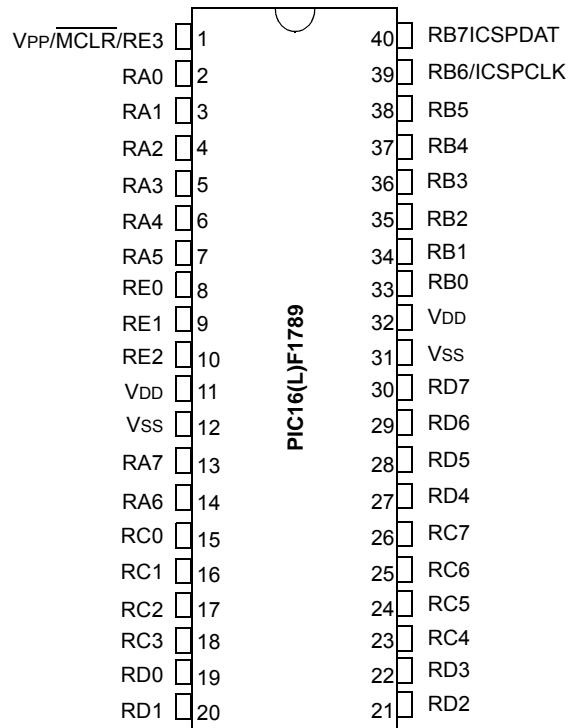 VPP/MCLR/RE3 1 40 RB7ICSPDAT
RA0 2 39 RB6/ICSPCLK
RA1 3 38 RB5
RA2 4 37 RB4
RA3 5 36 RB3
RA4 6 35 RB2
RA5 7 34 RB1
RE0 8 33 RB0
RE1 9 32 VDD
RE2 10 31 VSS
VDD 11 30 RD7
VSS 12 29 RD6
RA7 13 28 RD5
RA6 14 27 RD4
RC0 15 26 RC7
RC1 16 25 RC6
RC2 17 24 RC5
RC3 18 23 RC4
RD0 19 22 RD3
RD1 20 21 RD2
PIC16(L)F1789